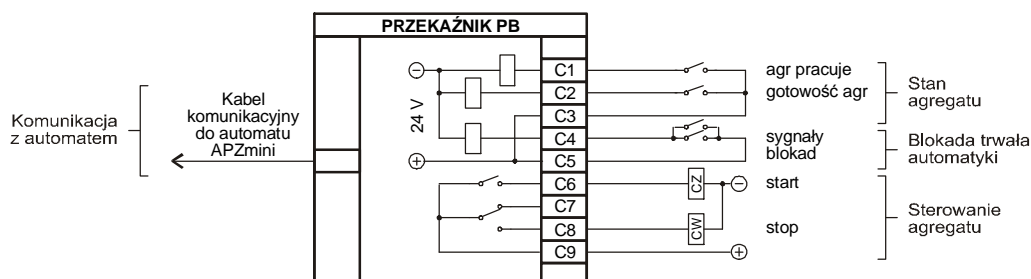 PRZEKAŹNIK PB
Komunikacja
z automatem
Kabel
komunikacyjny
do automatu
APZmini
24 V
C1
C2
C3
C4
C5
C6
C7
C8
C9
CZ
CW
agr pracuje
gotowość agr
sygnały
blokad
start
stop
Stan
agregatu
Blokada trwała
automatyki
Sterowanie
agregatu